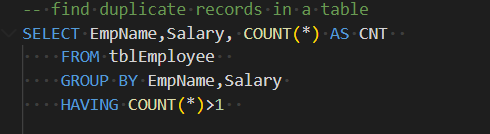 -- find duplicate records in a table
SELECT EmpName,Salary, COUNT(*) AS CNT
FROM tblEmployee
GROUP BY EmpName,Salary
HAVING COUNT(*)>1